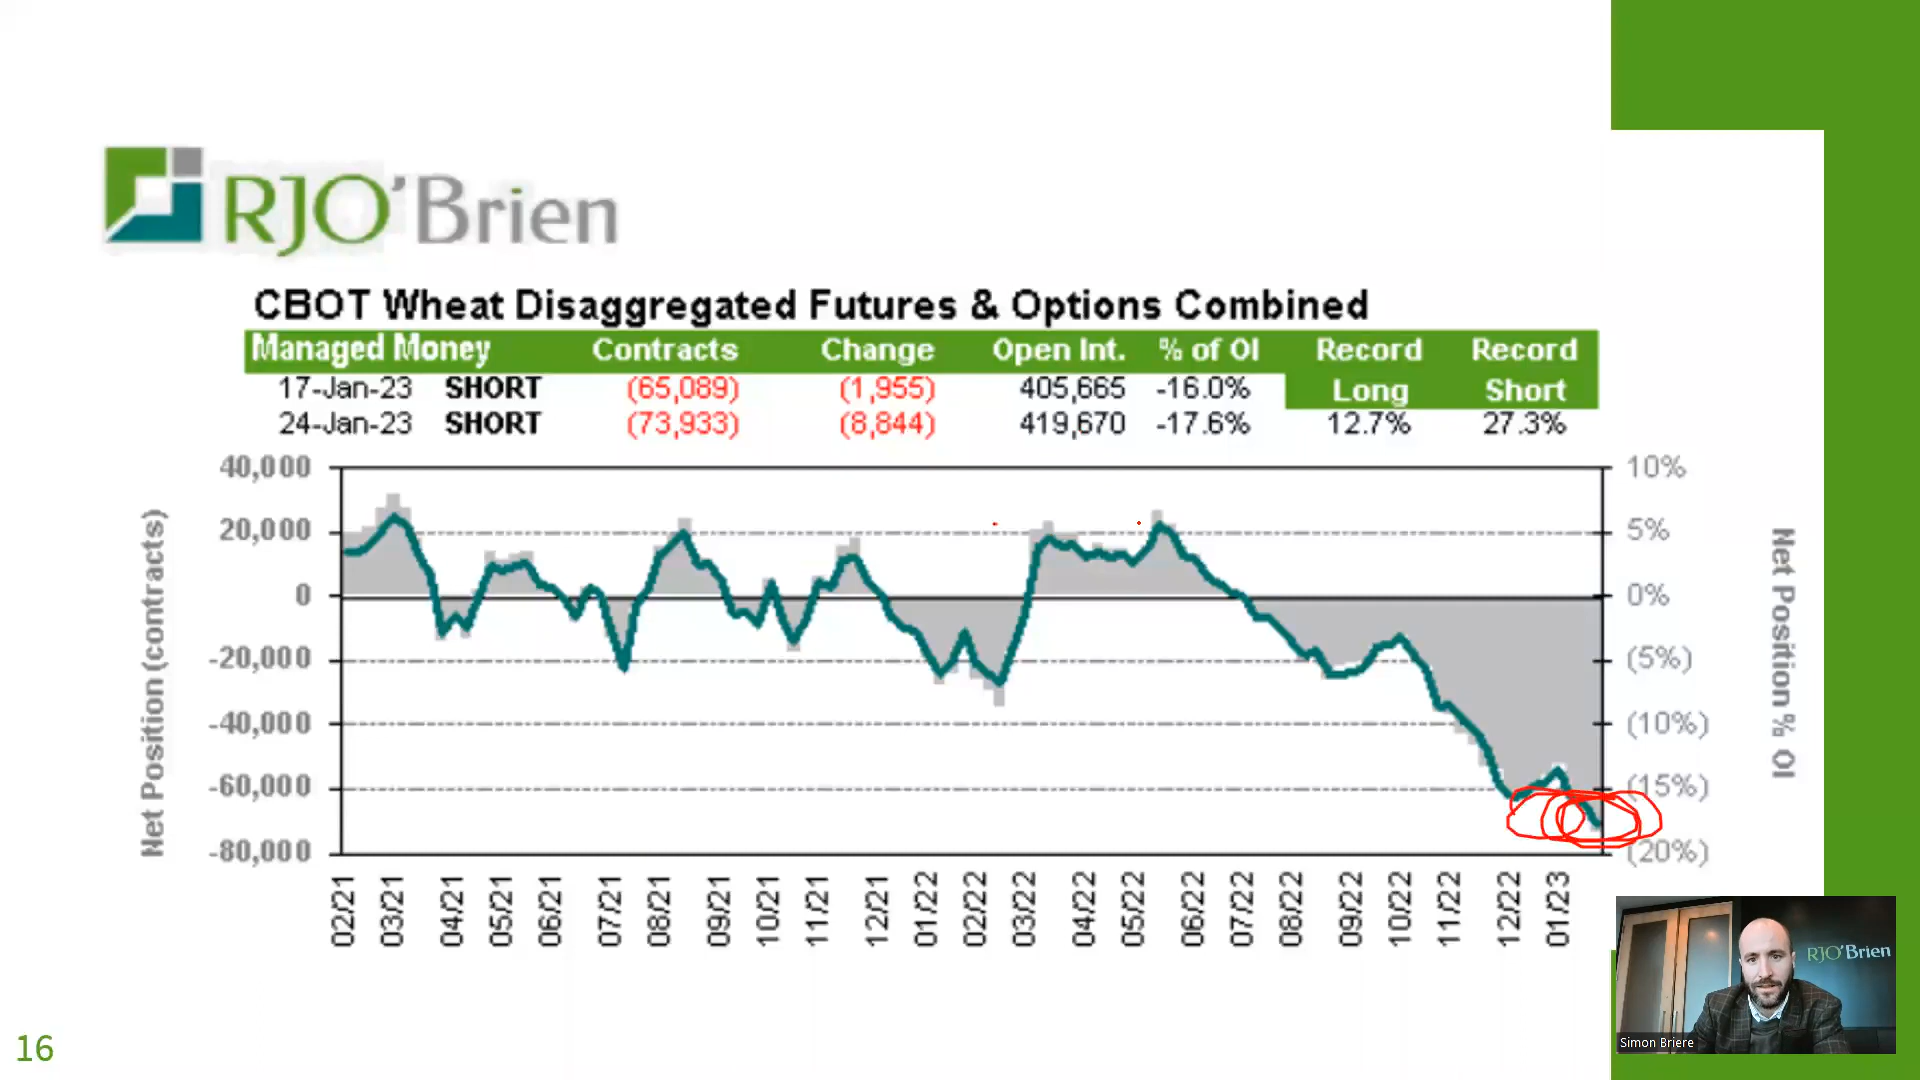 RJO'Brien
CBOT Wheat Disaggregated Futures & Options Combined
Managed Money Contracts Change Open Int. % of OI Record Long Record Short
17-Jan-23 SHORT (65,089) (1,955) 405,665 -16.0%
24-Jan-23 SHORT (73,933) (8,844) 419,670 -17.6% 12.7% 27.3%
Net Position (contracts)
40,000
20,000
0
-20,000
-40,000
-60,000
-80,000
10%
5%
0%
(5%)
(10%)
(15%)
(20%)
Net Position % OI
02/21 03/21 04/21 05/21 06/21 07/21 08/21 09/21 10/21 11/21 12/21 01/22 02/22 03/22 04/22 05/22 06/22 07/22 08/22 09/22 10/22 11/22 12/22 01/23
RJO'Brien
Simon Briere
16